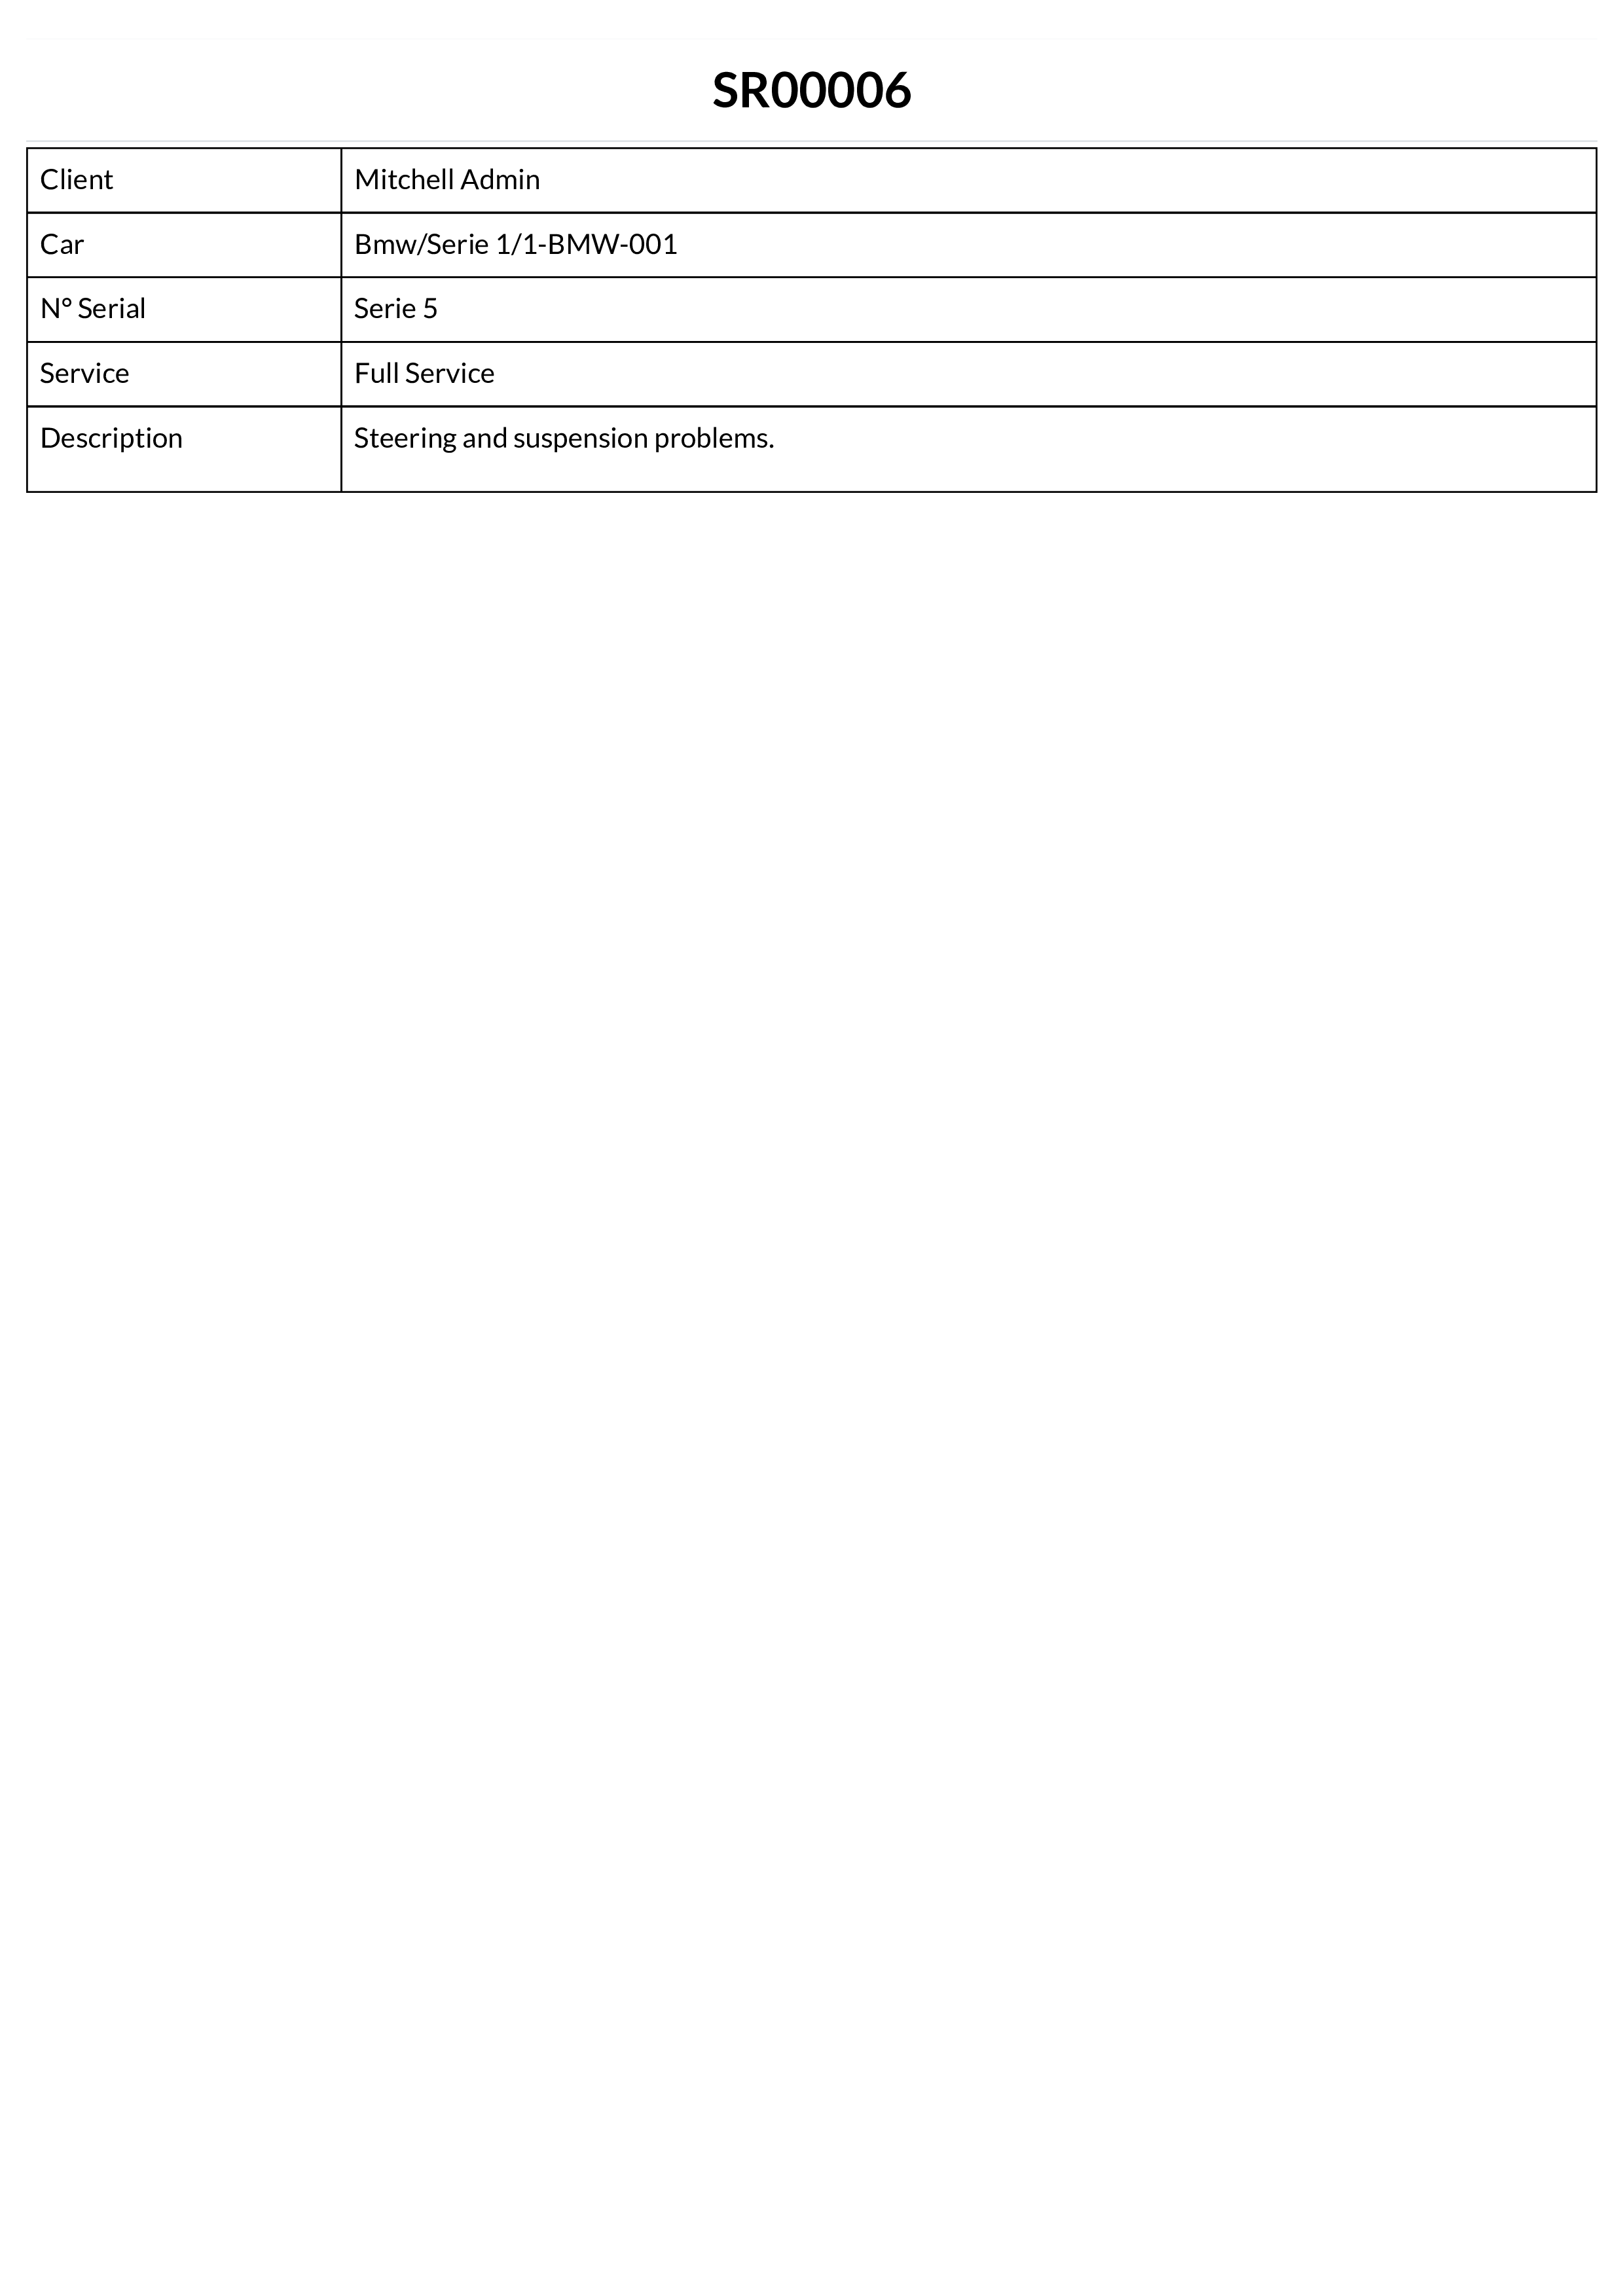 SR00006
Client Mitchell Admin
Car Bmw/Serie 1/1-BMW-001
Nº Serial Serie 5
Service Full Service
Description Steering and suspension problems.